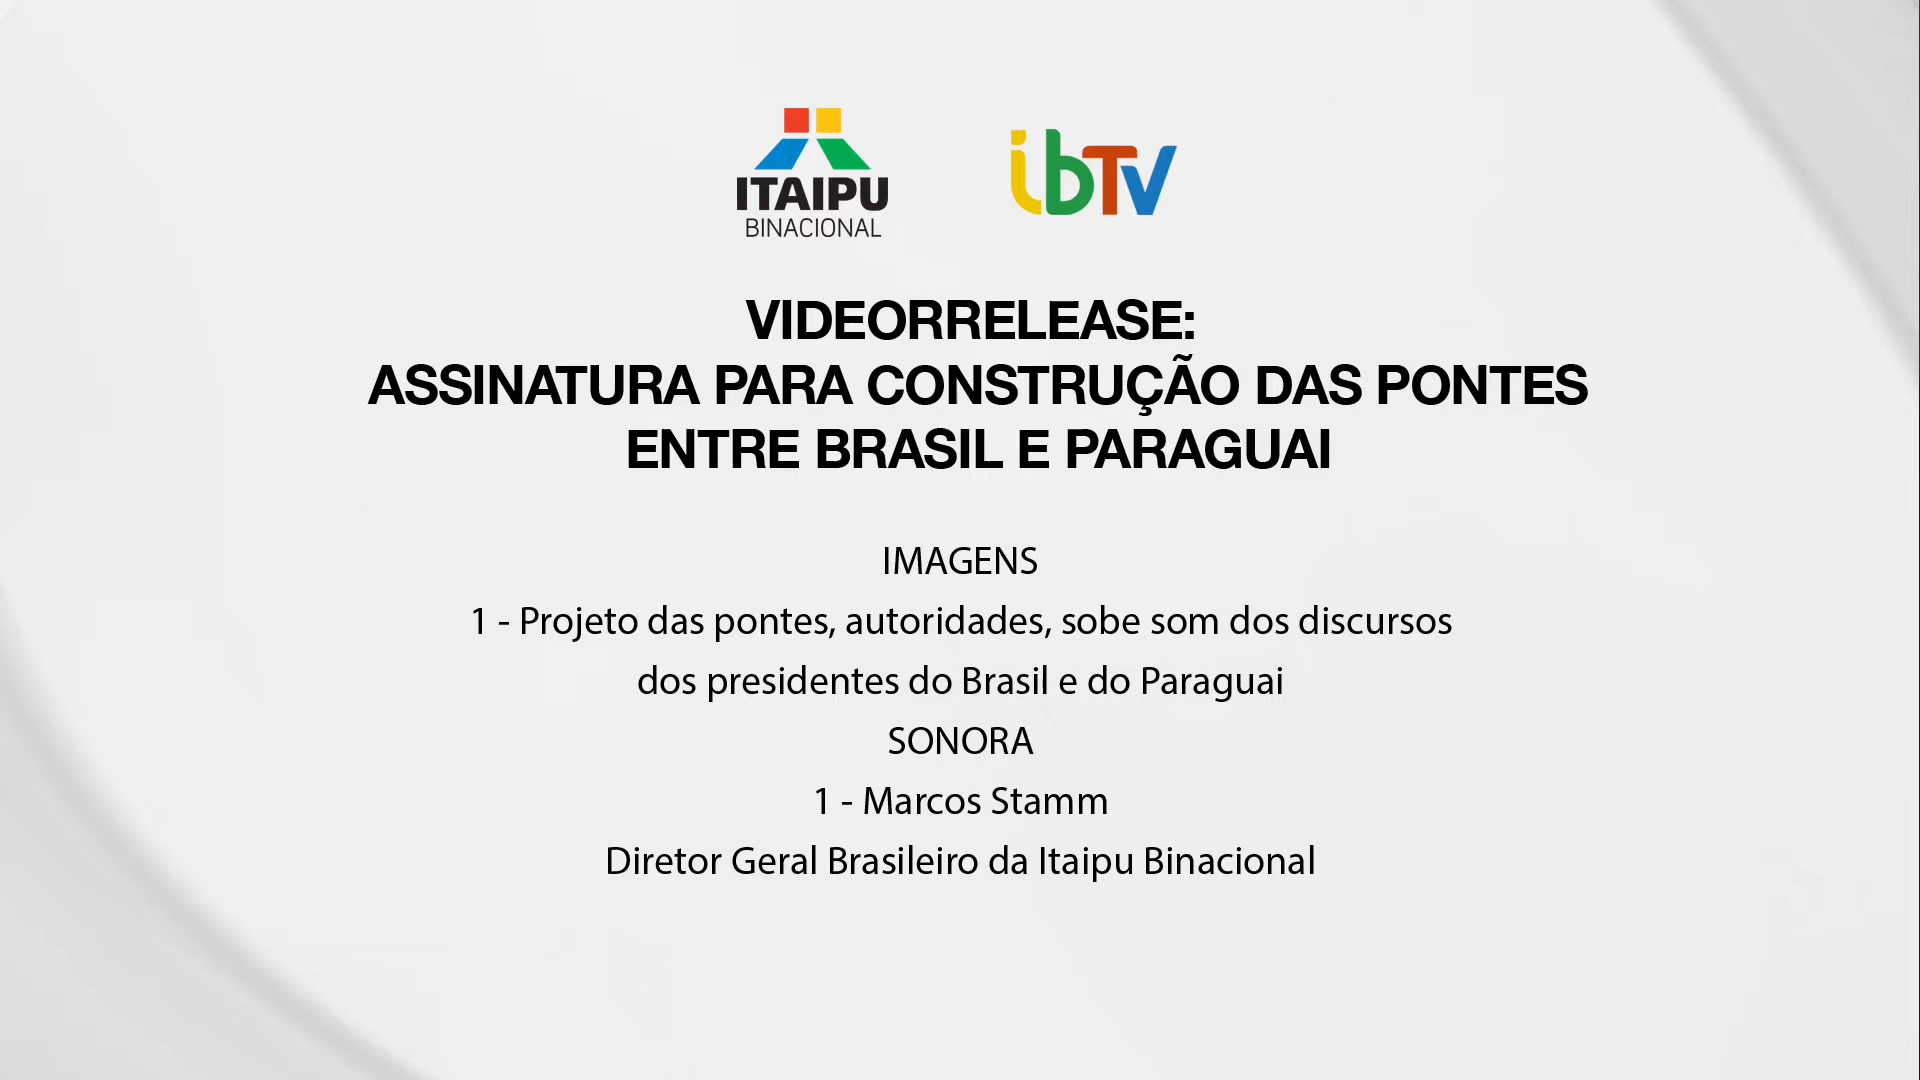 ITAIPU
BINACIONAL
ibTV
VIDEORRELEASE:
ASSINATURA PARA CONSTRUÇÃO DAS PONTES
ENTRE BRASIL E PARAGUAI
IMAGENS
1 - Projeto das pontes, autoridades, sobe som dos discursos
dos presidentes do Brasil e do Paraguai
SONORA
1 - Marcos Stamm
Diretor Geral Brasileiro da Itaipu Binacional